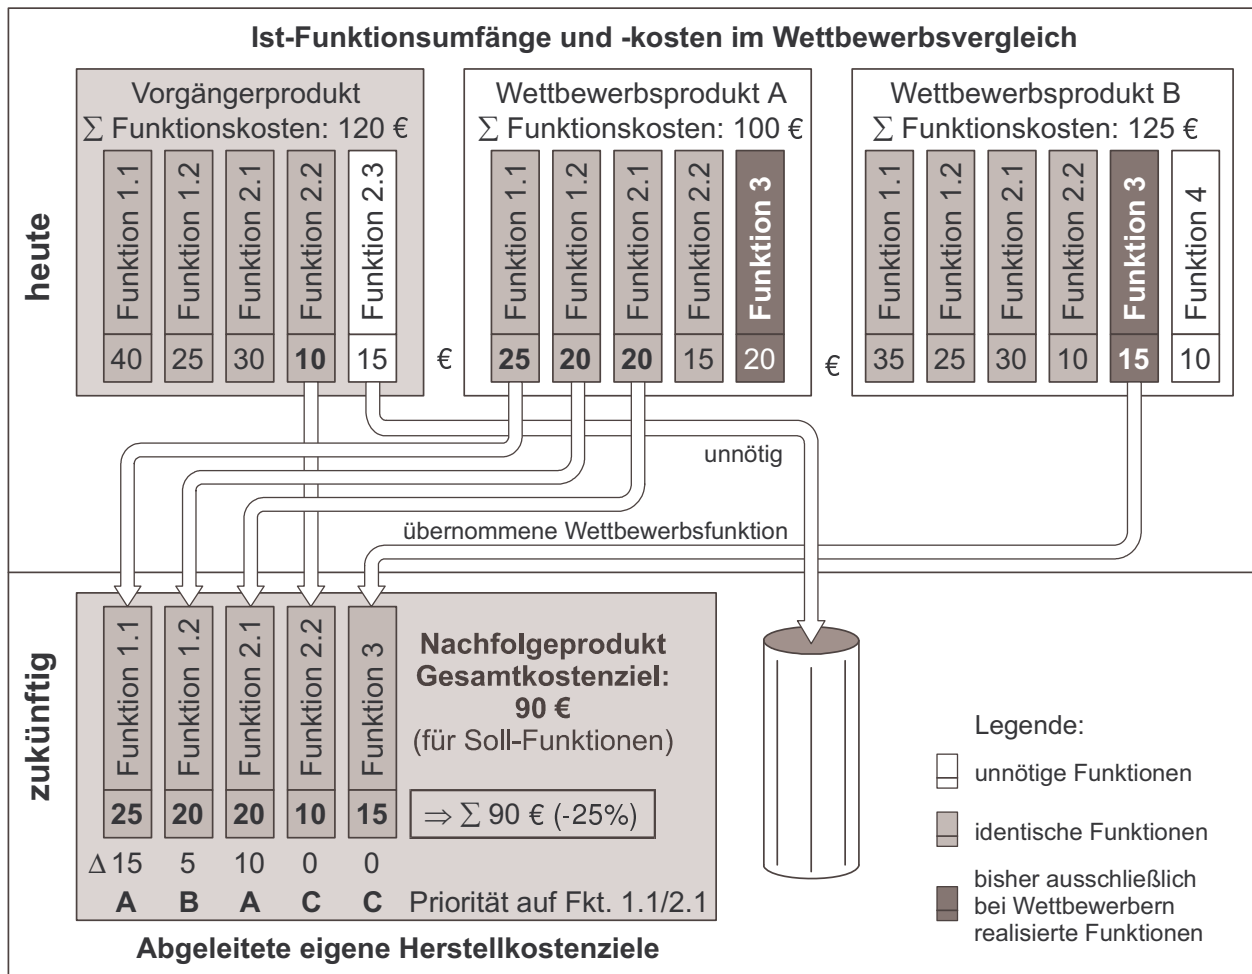 Ist-Funktionsumfänge und -kosten im Wettbewerbsvergleich
heute
Vorgängerprodukt
∑ Funktionskosten: 120 €
Funktion 1.1
Funktion 1.2
Funktion 2.1
Funktion 2.2
Funktion 2.3
40 25 30 10 15 €
Wettbewerbsprodukt A
∑ Funktionskosten: 100 €
Funktion 1.1
Funktion 1.2
Funktion 2.1
Funktion 2.2
Funktion 3
25 20 20 15 20 €
Wettbewerbsprodukt B
∑ Funktionskosten: 125 €
Funktion 1.1
Funktion 1.2
Funktion 2.1
Funktion 2.2
Funktion 3
Funktion 4
35 25 30 10 15 10
unnötig
übernommene Wettbewerbsfunktion
zukünftig
Funktion 1.1
Funktion 1.2
Funktion 2.1
Funktion 2.2
Funktion 3
25 20 20 10 15
Δ 15 5 10 0 0
A B A C C
Nachfolgeprodukt
Gesamtkostenziel:
90 €
(für Soll-Funktionen)
⇒ ∑ 90 € (-25%)
Priorität auf Fkt. 1.1/2.1
Abgeleitete eigene Herstellkostenziele
Legende:
unnötige Funktionen
identische Funktionen
bisher ausschließlich
bei Wettbewerbern
realisierte Funktionen